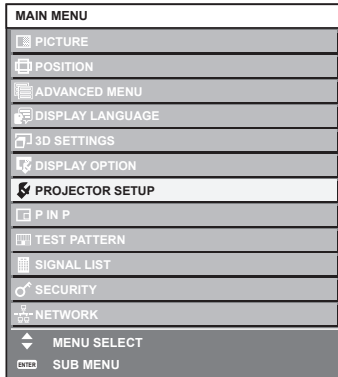 MAIN MENU
PICTURE
POSITION
ADVANCED MENU
DISPLAY LANGUAGE
3D SETTINGS
DISPLAY OPTION
PROJECTOR SETUP
P IN P
TEST PATTERN
SIGNAL LIST
SECURITY
NETWORK
MENU SELECT
ENTER SUB MENU